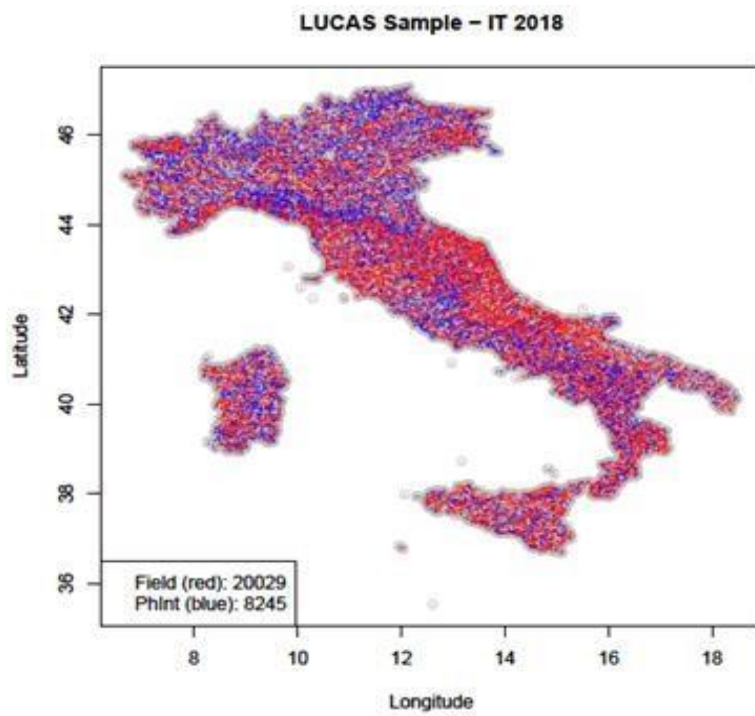 LUCAS Sample − IT 2018
Latitude
46
44
42
40
38
36
Field (red): 20029
PhInt (blue): 8245
8 10 12 14 16 18
Longitude